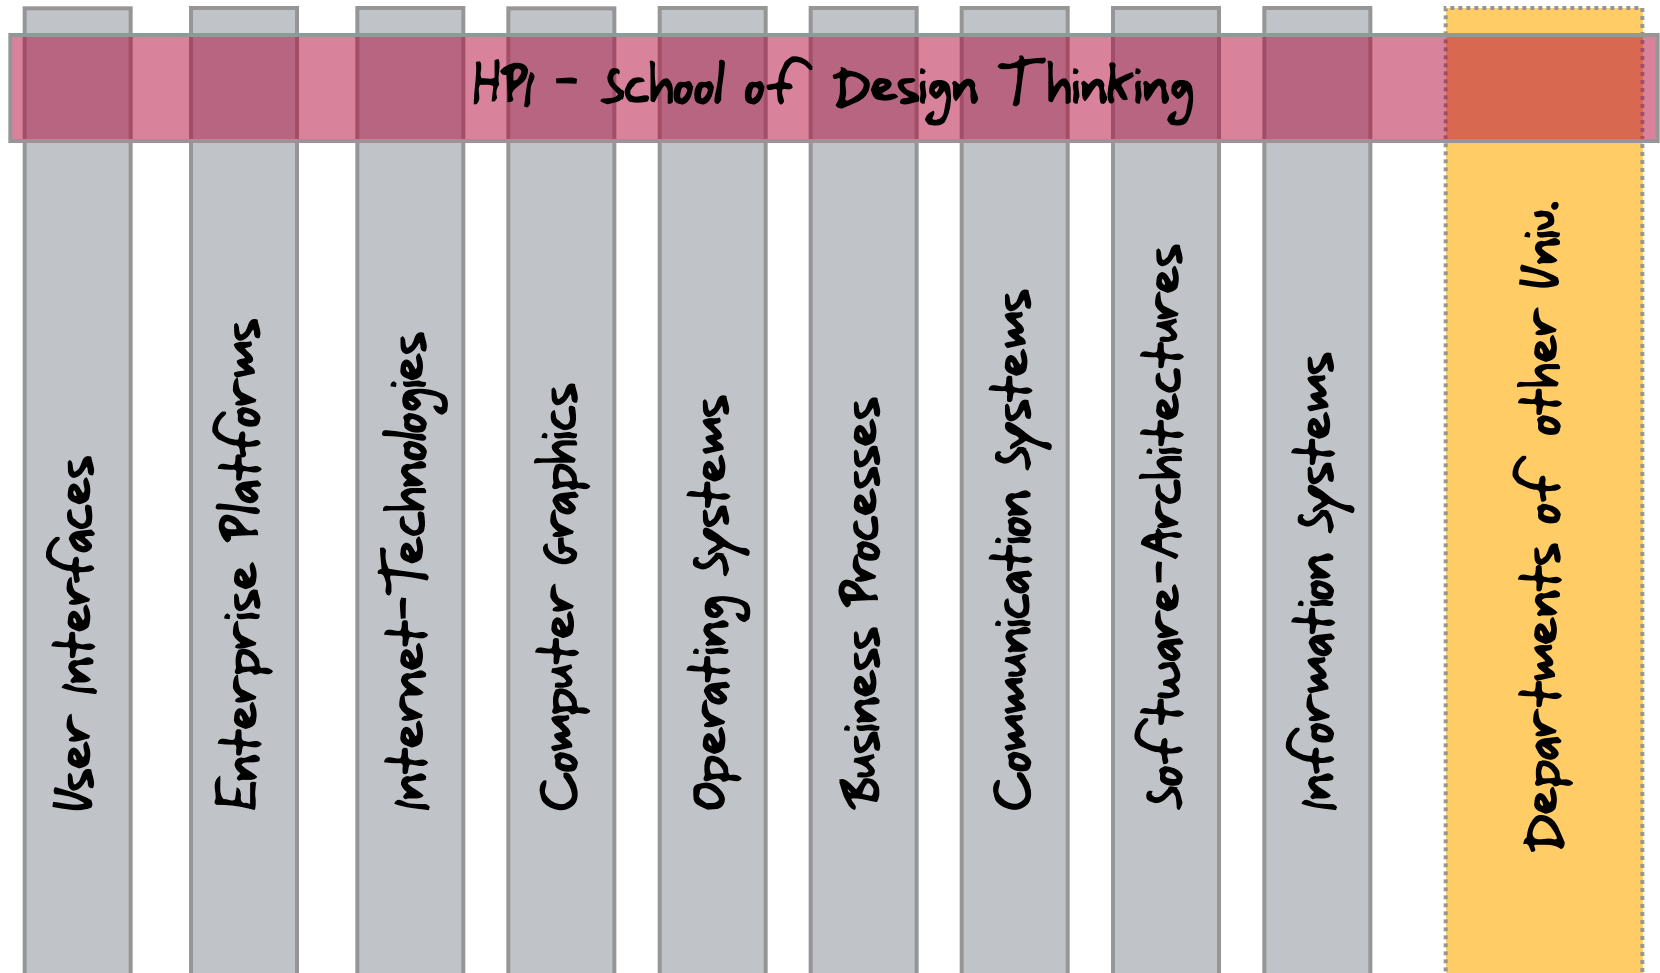 HPI - School of Design Thinking
User Interfaces
Enterprise Platforms
Internet-Technologies
Computer Graphics
Operating Systems
Business Processes
Communication Systems
Software-Architectures
Information Systems
Departments of other Univ.